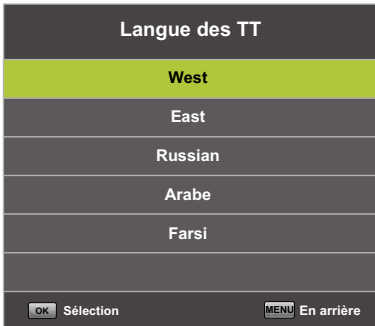 Langue des TT
West
East
Russian
Arabe
Farsi
OK Sélection MENU En arrière